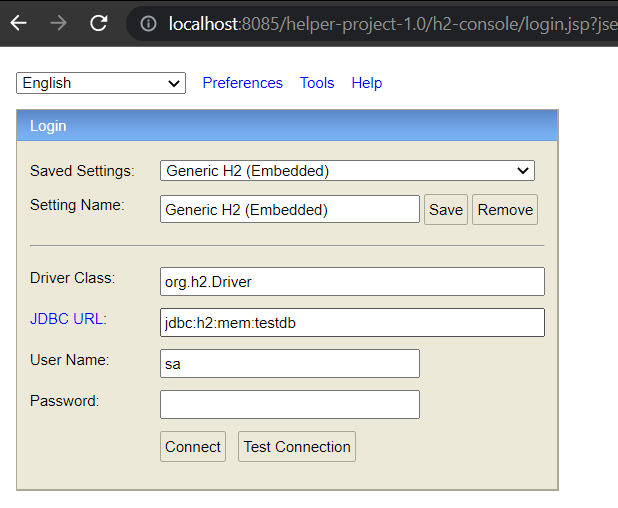 localhost:8085/helper-project-1.0/h2-console/login.jsp?jse
English Preferences Tools Help
Login
Saved Settings: Generic H2 (Embedded)
Setting Name: Generic H2 (Embedded) Save Remove
Driver Class: org.h2.Driver
JDBC URL: jdbc:h2:mem:testdb
User Name: sa
Password:
Connect Test Connection